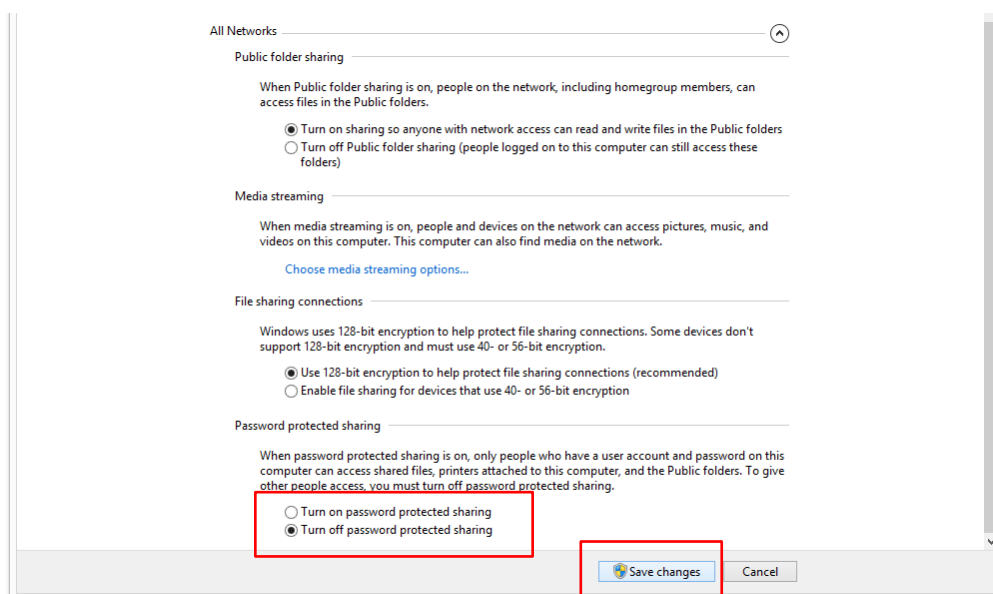 All Networks
Public folder sharing
When Public folder sharing is on, people on the network, including homegroup members, can
access files in the Public folders.
Turn on sharing so anyone with network access can read and write files in the Public folders
Turn off Public folder sharing (people logged on to this computer can still access these
folders)
Media streaming
When media streaming is on, people and devices on the network can access pictures, music, and
videos on this computer. This computer can also find media on the network.
Choose media streaming options...
File sharing connections
Windows uses 128-bit encryption to help protect file sharing connections. Some devices don't
support 128-bit encryption and must use 40- or 56-bit encryption.
Use 128-bit encryption to help protect file sharing connections (recommended)
Enable file sharing for devices that use 40- or 56-bit encryption
Password protected sharing
When password protected sharing is on, only people who have a user account and password on this
computer can access shared files, printers attached to this computer, and the Public folders. To give
other people access, you must turn off password protected sharing.
Turn on password protected sharing
Turn off password protected sharing
Save changes
Cancel